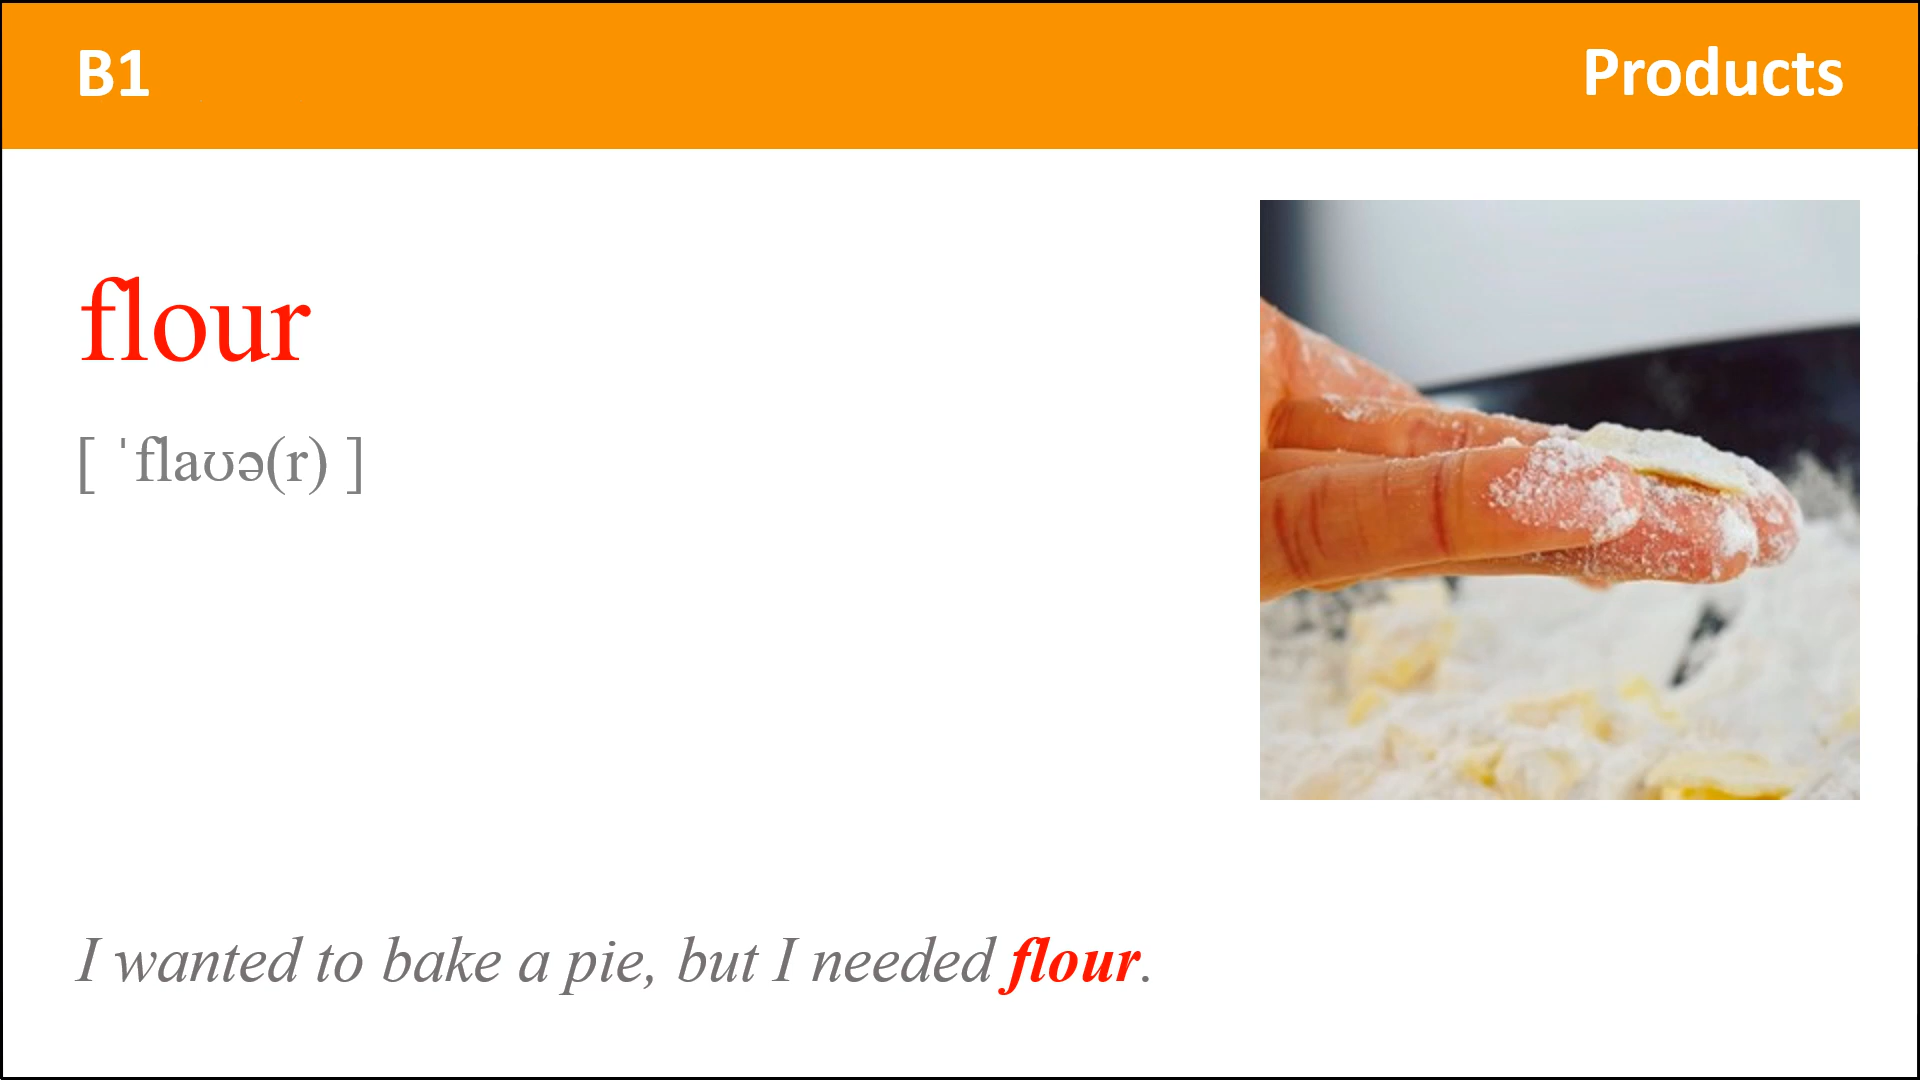 B1
Products
flour
[ ˈflaʊə(r) ]
I wanted to bake a pie, but I needed flour.